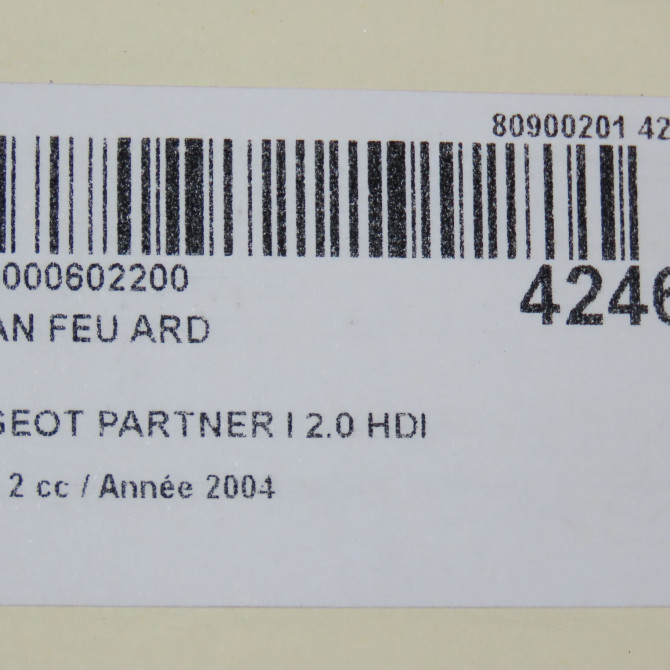 80900201 42
000602200
4246
AN FEU ARD
GEOT PARTNER I 2.0 HDI
2 cc / Année 2004